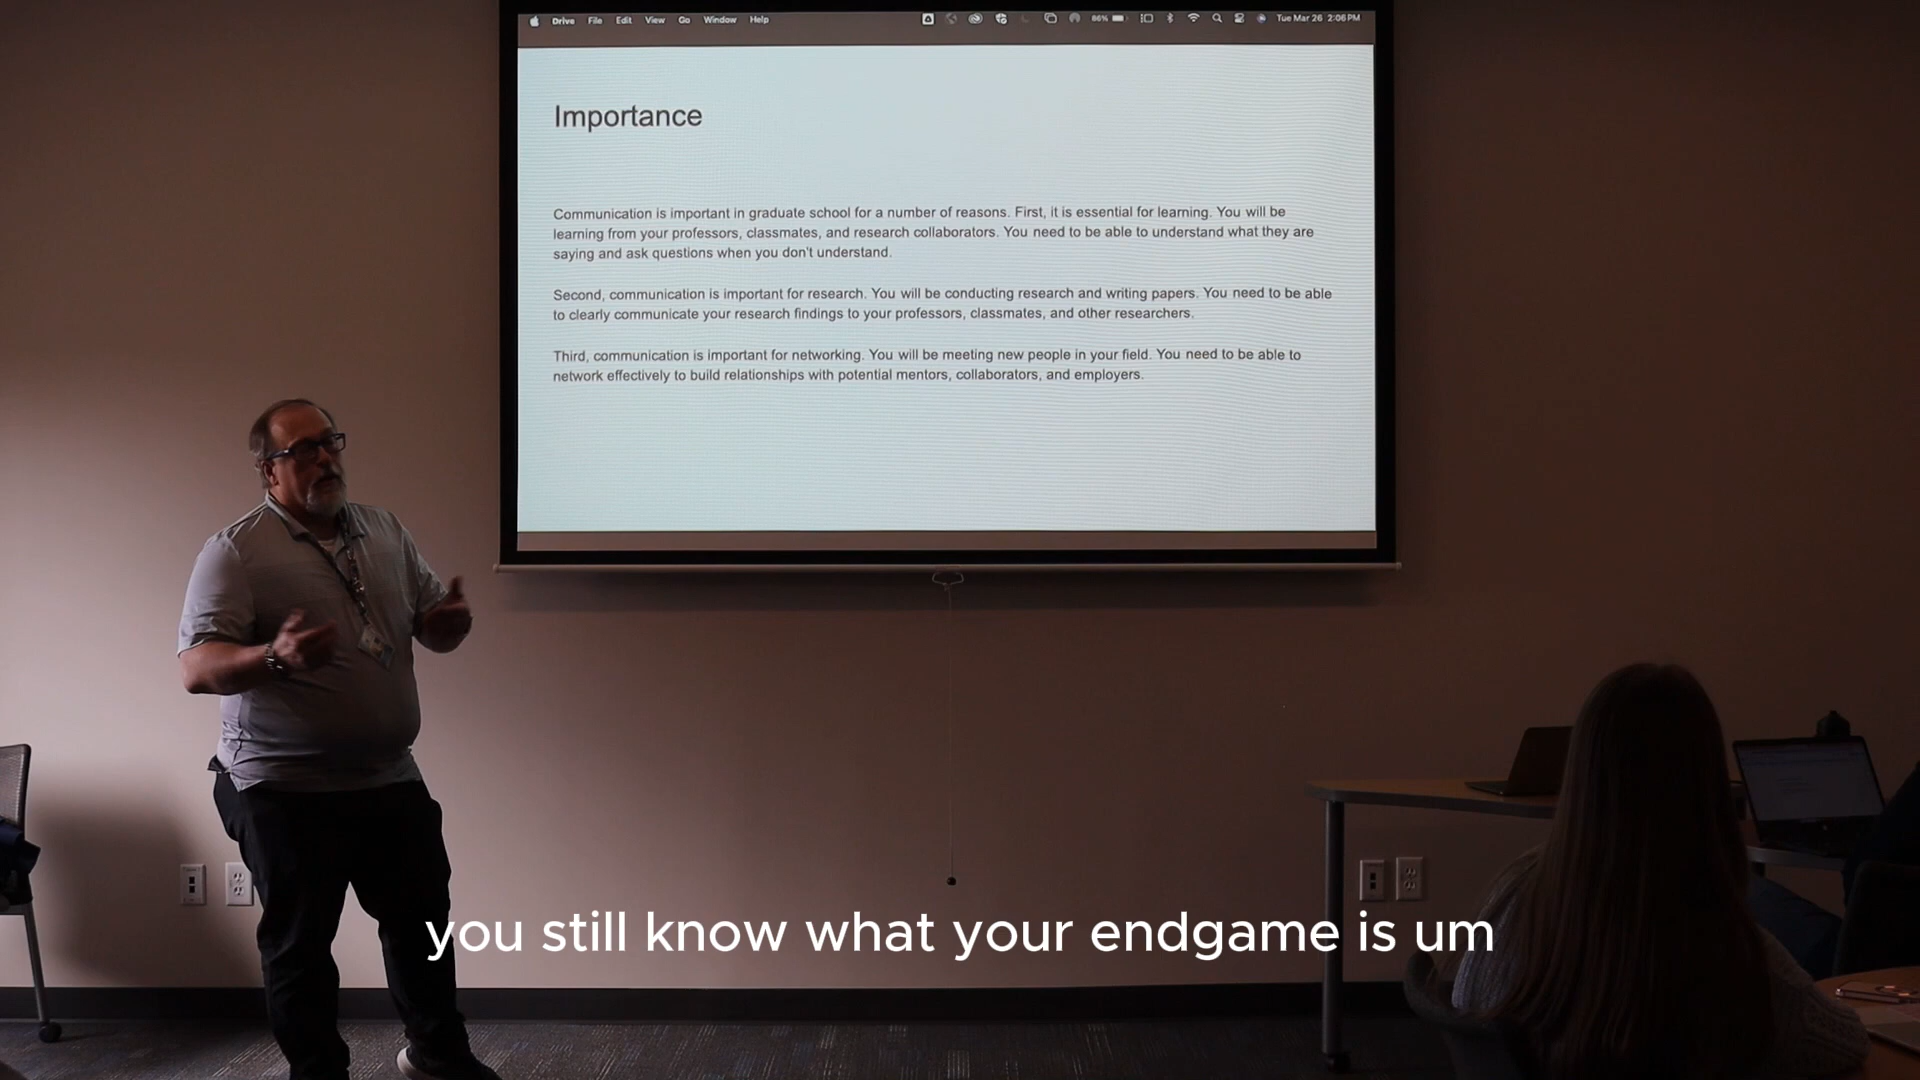 Drive File Edit View Go Window Help 86% Tue Mar 26 2:06 PM
Importance
Communication is important in graduate school for a number of reasons. First, it is essential for learning. You will be
learning from your professors, classmates, and research collaborators. You need to be able to understand what they are
saying and ask questions when you don't understand.
Second, communication is important for research. You will be conducting research and writing papers. You need to be able
to clearly communicate your research findings to your professors, classmates, and other researchers.
Third, communication is important for networking. You will be meeting new people in your field. You need to be able to
network effectively to build relationships with potential mentors, collaborators, and employers.
you still know what your endgame is um